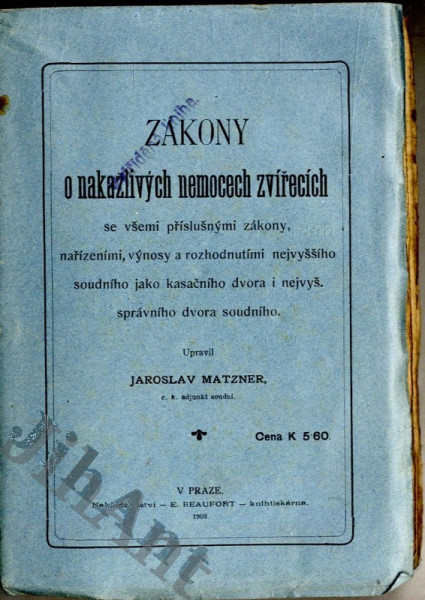 ZÁKONY
o nakažlivých nemocech zvířecích
se všemi příslušnými zákony,
nařízeními, výnosy a rozhodnutími nejvyššího
soudního jako kasačního dvora i nejvyš.
správního dvora soudního.
Upravil
JAROSLAV MATZNER,
c. k. adjunkt soudní.
Cena K 5·60.
V PRAZE.
Nakladatelství — E. BEAUFORT — knihtiskárna.
JihAnt